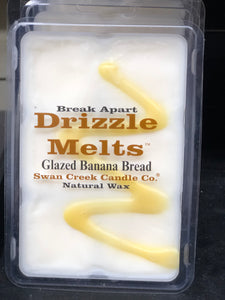 Break Apart
Drizzle
Melts™
Glazed Banana Bread
Swan Creek Candle Co.®
Natural Wax